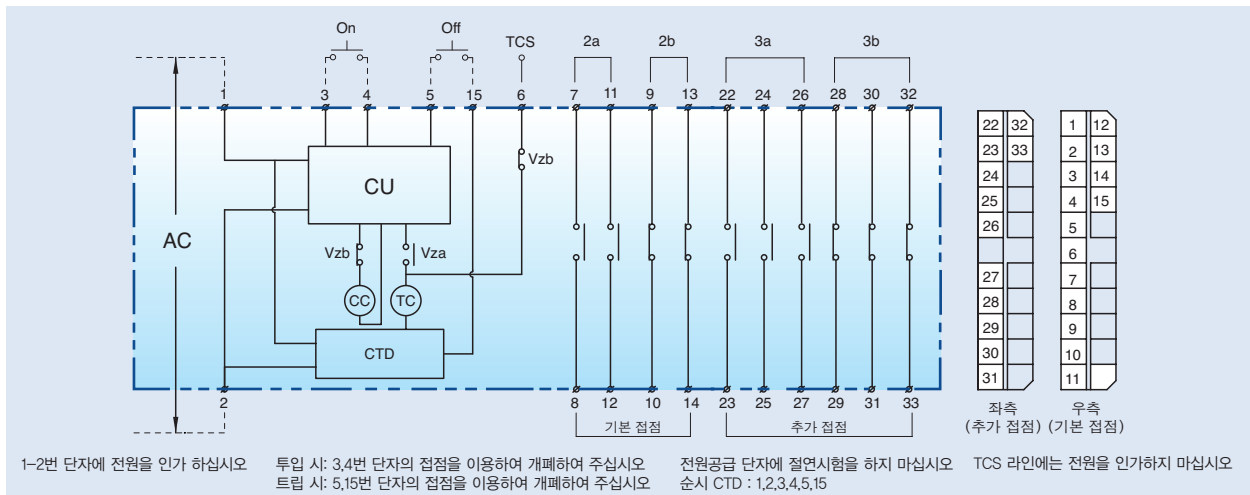 On Off TCS 2a 2b 3a 3b
1 3 4 5 15 6 7 11 9 13 22 24 26 28 30 32
Vzb
CU
AC
Vzb Vza
CC TC
CTD
2 8 12 10 14 23 25 27 29 31 33
기본 접점 추가 접점
22 32
23 33
24
25
26
27
28
29
30
31
좌측
(추가 접점)
1 12
2 13
3 14
4 15
5
6
7
8
9
10
11
우측
(기본 접점)
1-2번 단자에 전원을 인가 하십시오
투입 시: 3,4번 단자의 접점을 이용하여 개폐하여 주십시오
트립 시: 5,15번 단자의 접점을 이용하여 개폐하여 주십시오
전원공급 단자에 절연시험을 하지 마십시오
순시 CTD : 1,2,3,4,5,15
TCS 라인에는 전원을 인가하지 마십시오